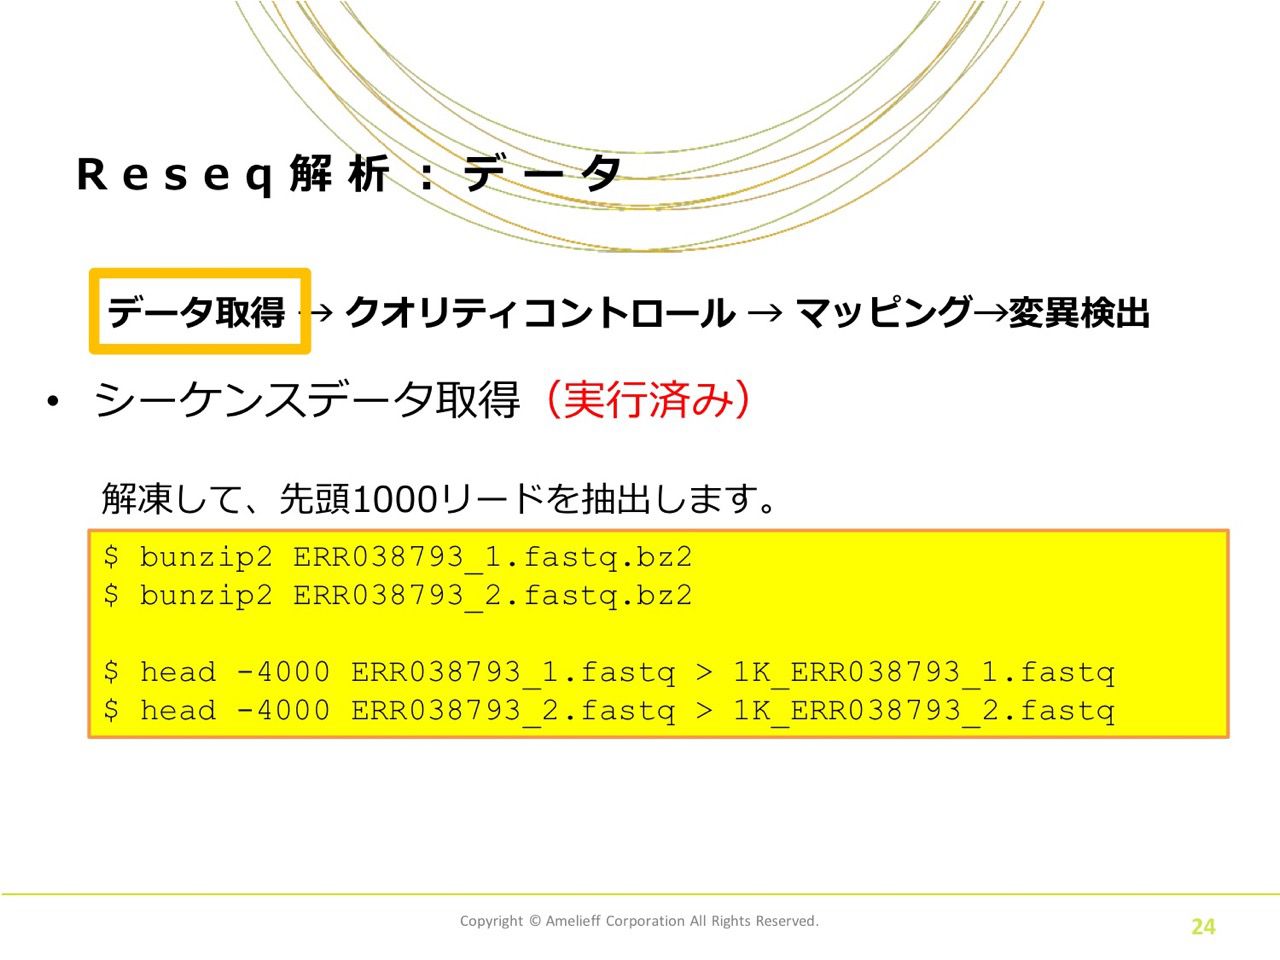 Reseq解析：データ
データ取得 → クオリティコントロール → マッピング→変異検出
• シーケンスデータ取得（実行済み）
解凍して、先頭1000リードを抽出します。
$ bunzip2 ERR038793_1.fastq.bz2
$ bunzip2 ERR038793_2.fastq.bz2
$ head -4000 ERR038793_1.fastq > 1K_ERR038793_1.fastq
$ head -4000 ERR038793_2.fastq > 1K_ERR038793_2.fastq
Copyright © Amelieff Corporation All Rights Reserved.
24